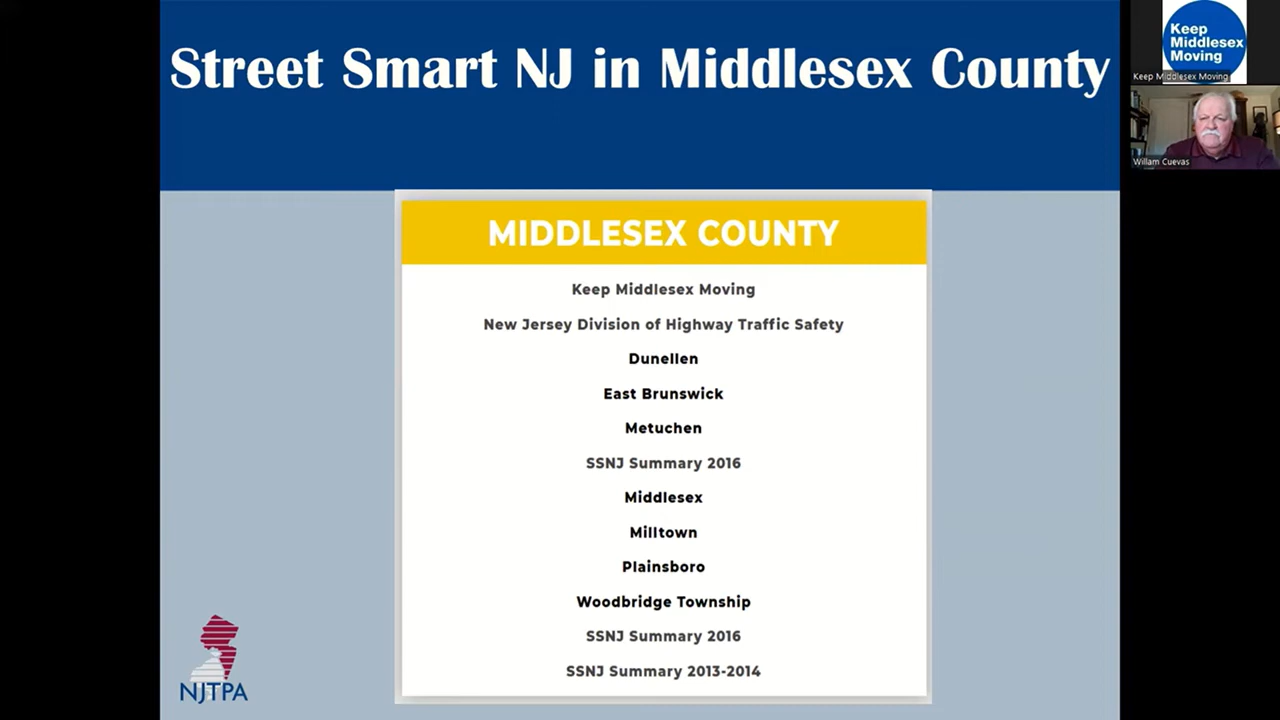 Street Smart NJ in Middlesex County
MIDDLESEX COUNTY
Keep Middlesex Moving
New Jersey Division of Highway Traffic Safety
Dunellen
East Brunswick
Metuchen
SSNJ Summary 2016
Middlesex
Milltown
Plainsboro
Woodbridge Township
SSNJ Summary 2016
SSNJ Summary 2013-2014
NJTPA
Keep
Middlesex
Moving
Keep Middlesex Moving
Willam Cuevas